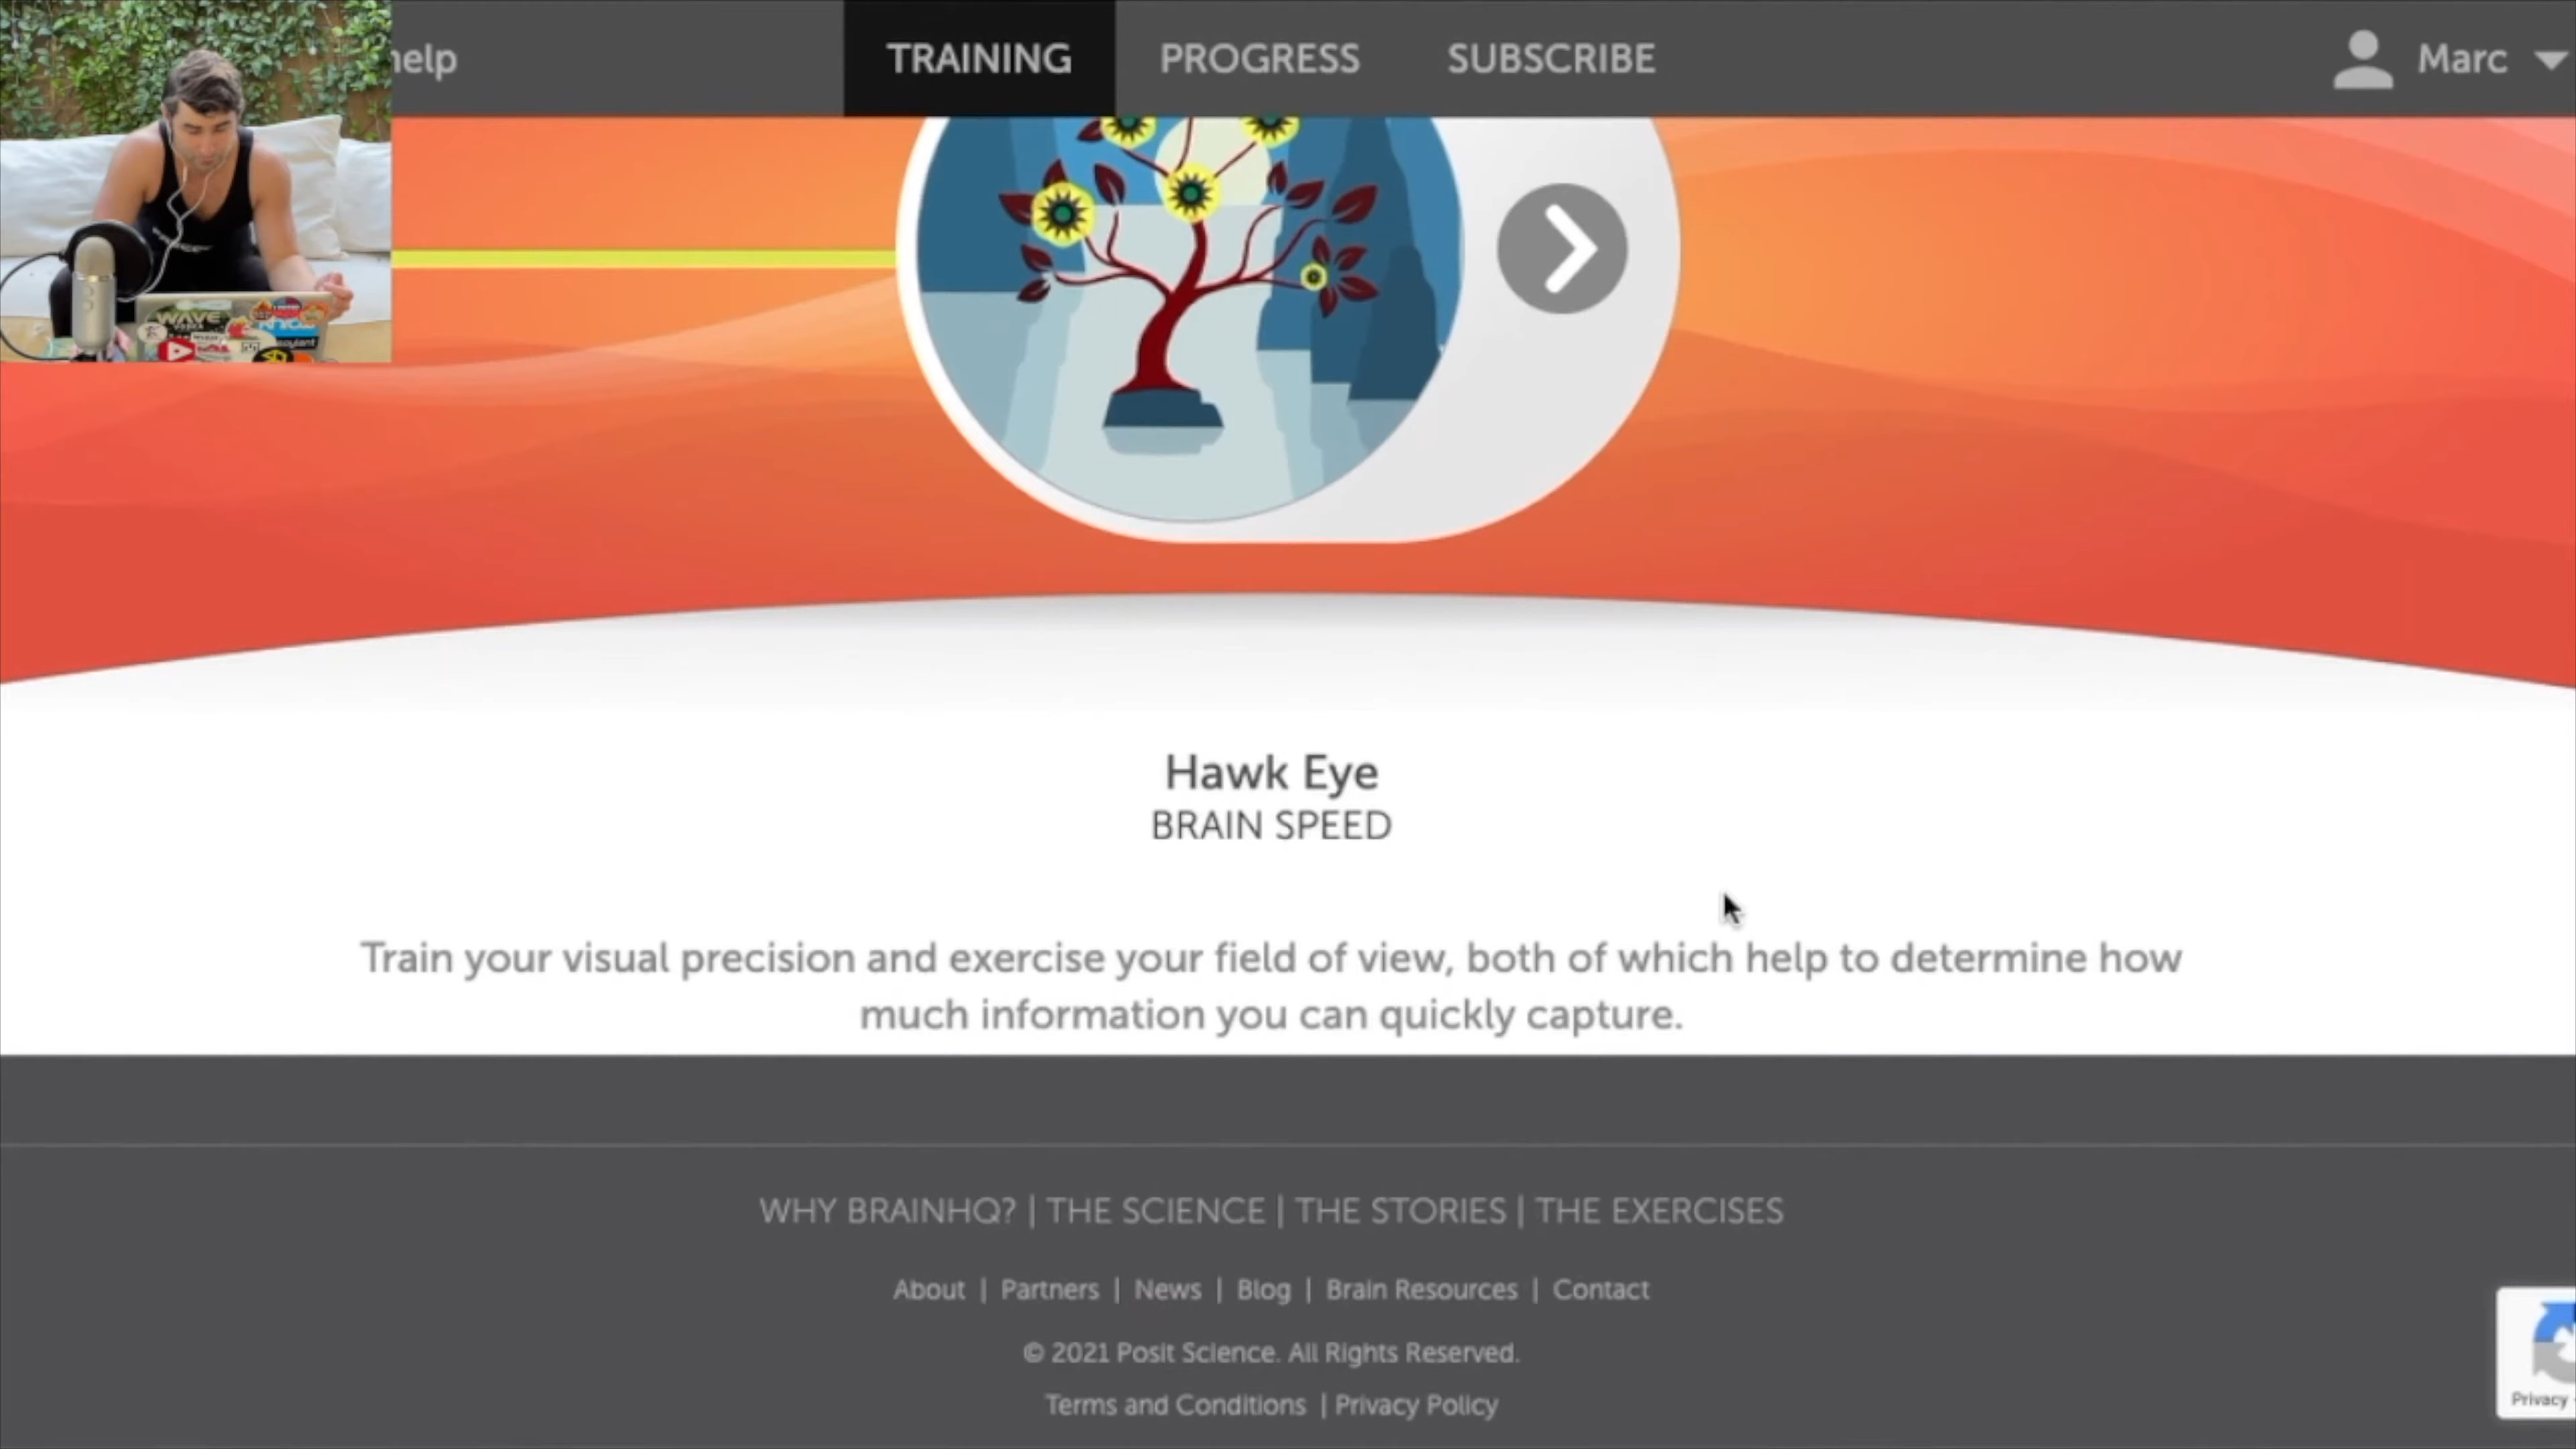 help
TRAINING
PROGRESS
SUBSCRIBE
Marc
WAVE
Hawk Eye
BRAIN SPEED
Train your visual precision and exercise your field of view, both of which help to determine how
much information you can quickly capture.
WHY BRAINHQ? | THE SCIENCE | THE STORIES | THE EXERCISES
About | Partners | News | Blog | Brain Resources | Contact
© 2021 Posit Science. All Rights Reserved.
Terms and Conditions | Privacy Policy
Privacy